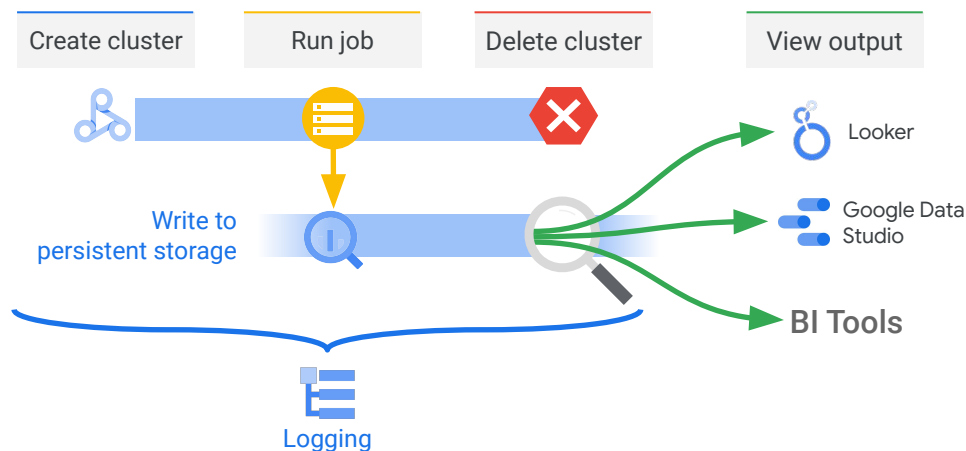 Create cluster
Run job
Delete cluster
View output
Looker
Write to
persistent storage
Google Data
Studio
BI Tools
Logging